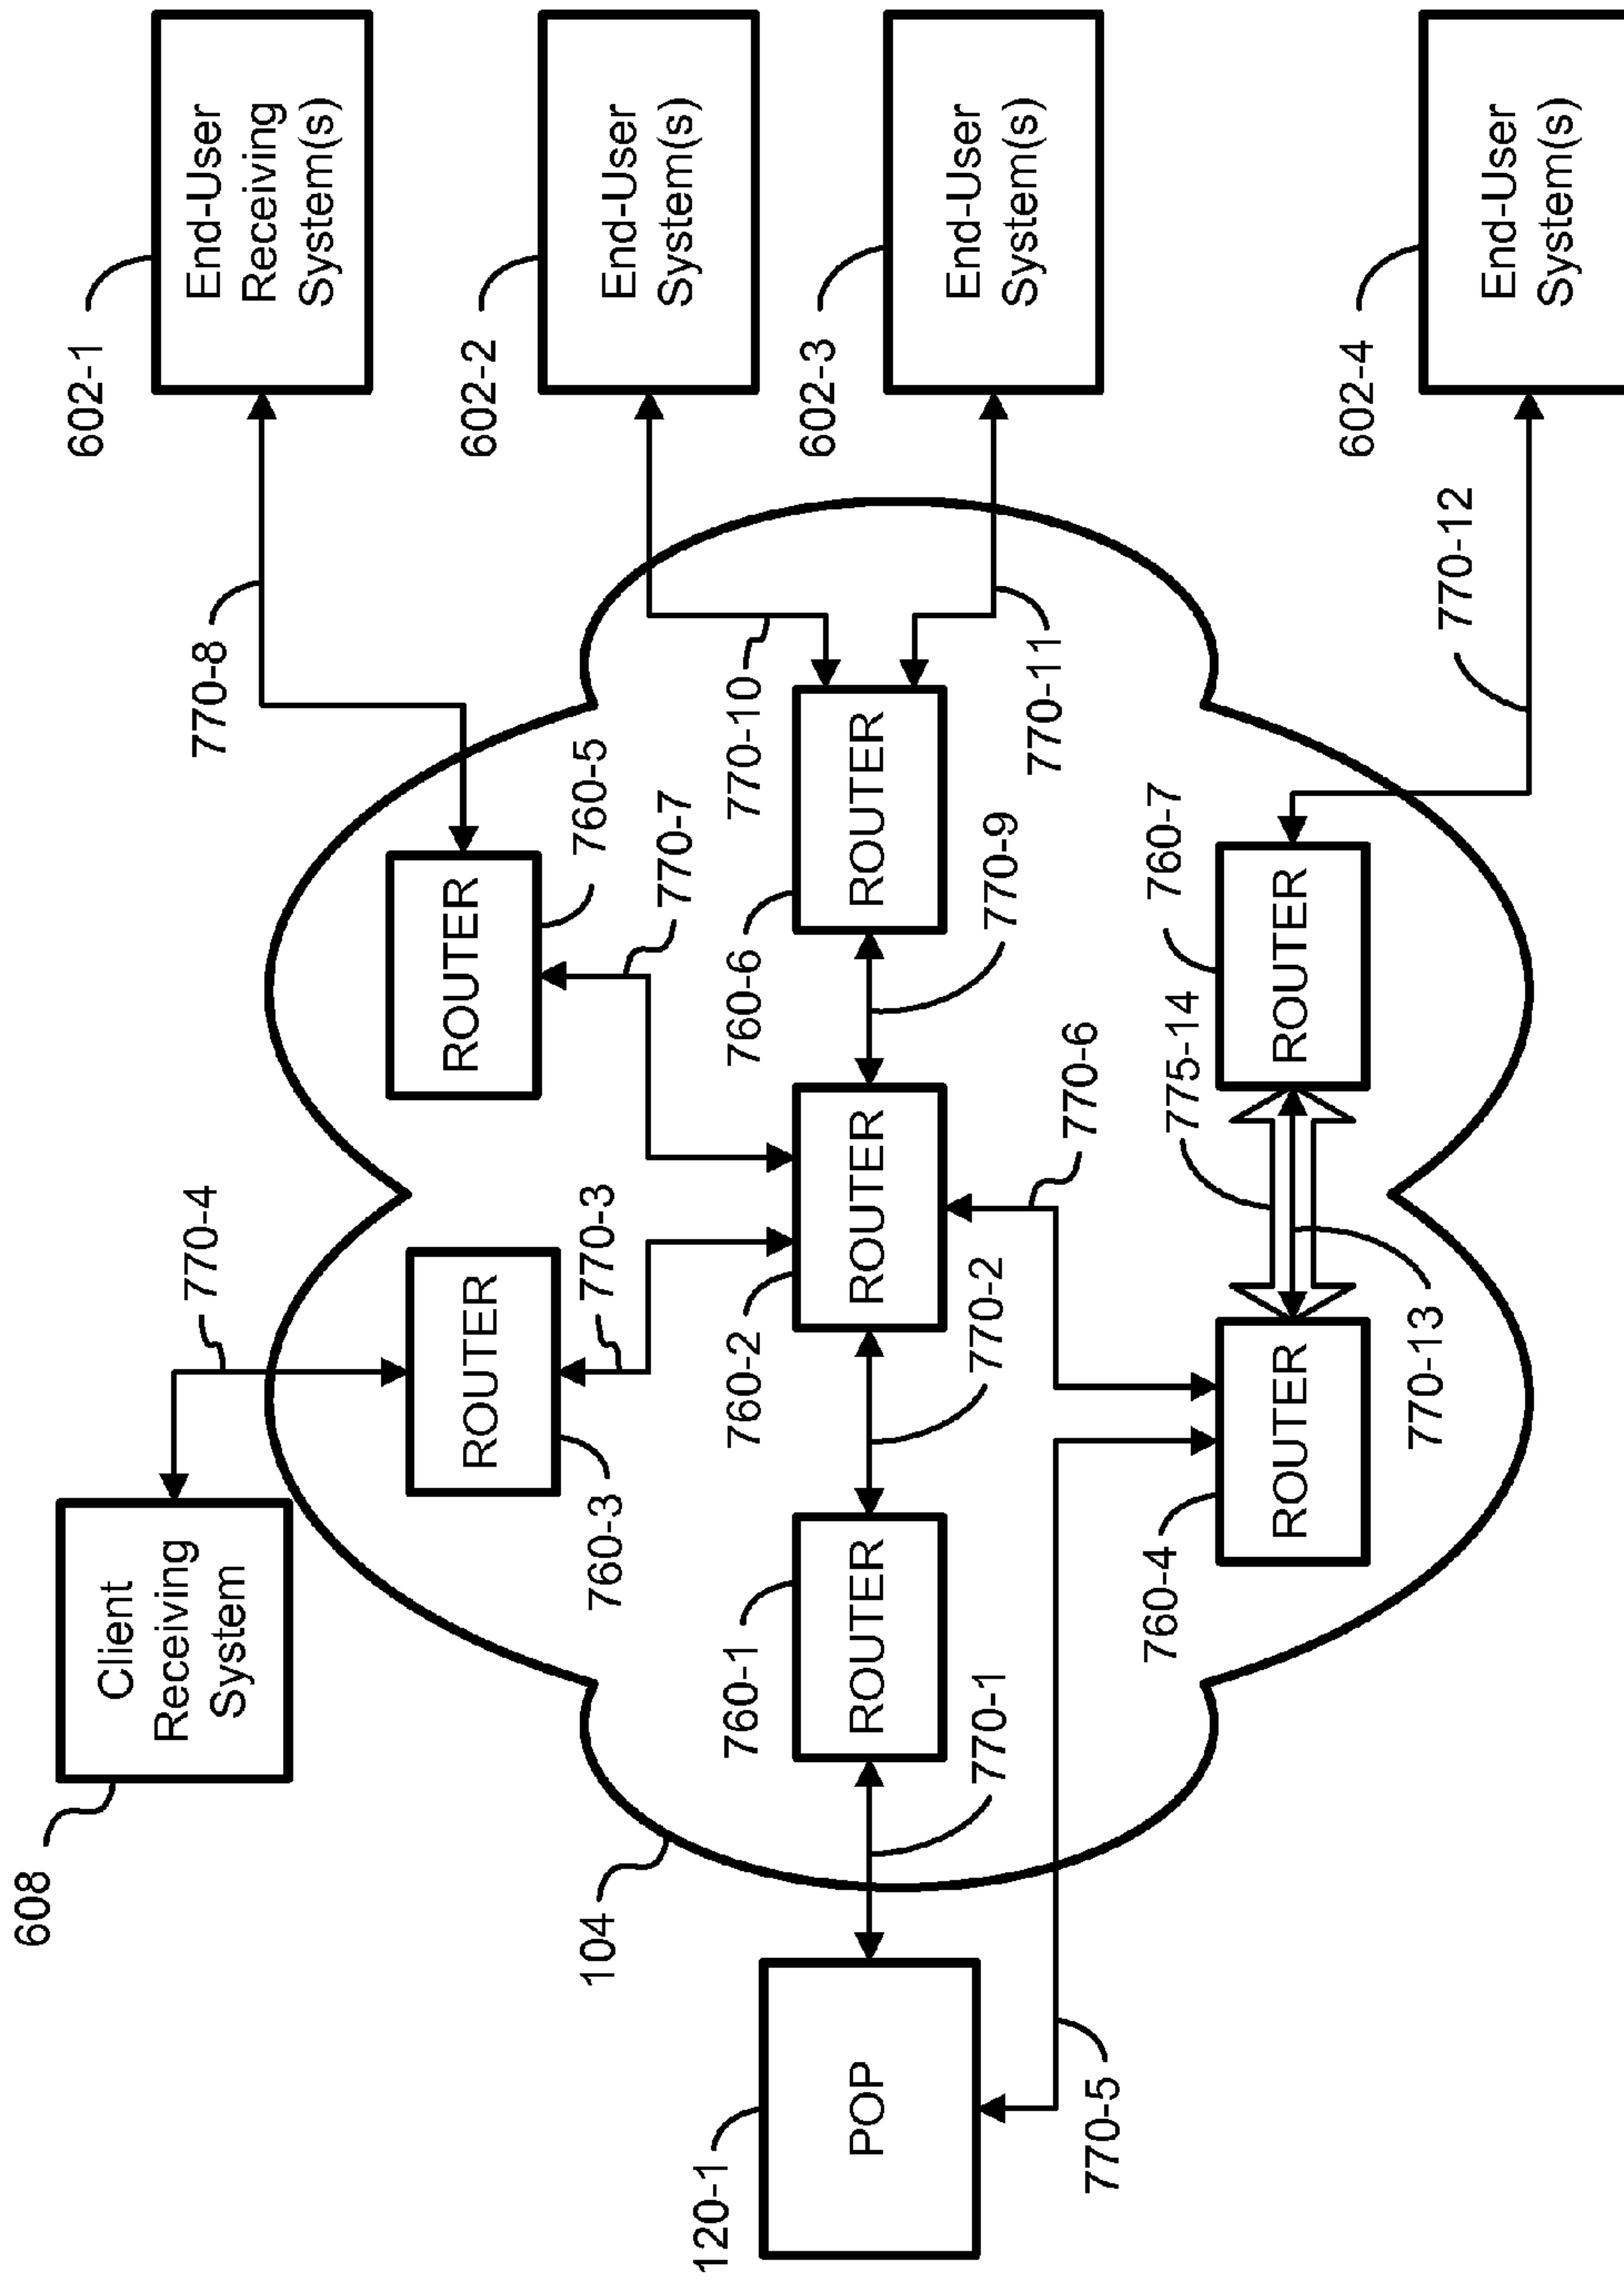 608
Client
Receiving
System
770-4
770-8
602-1
End-User
Receiving
System(s)
ROUTER
760-3
770-3
ROUTER
760-5
770-7
602-2
End-User
System(s)
104
770-10
120-1
POP
760-1
ROUTER
770-1
760-2
ROUTER
770-2
760-6
ROUTER
770-9
770-11
602-3
End-User
System(s)
770-5
770-6
760-4
ROUTER
775-14
770-13
760-7
ROUTER
770-12
602-4
End-User
System(s)